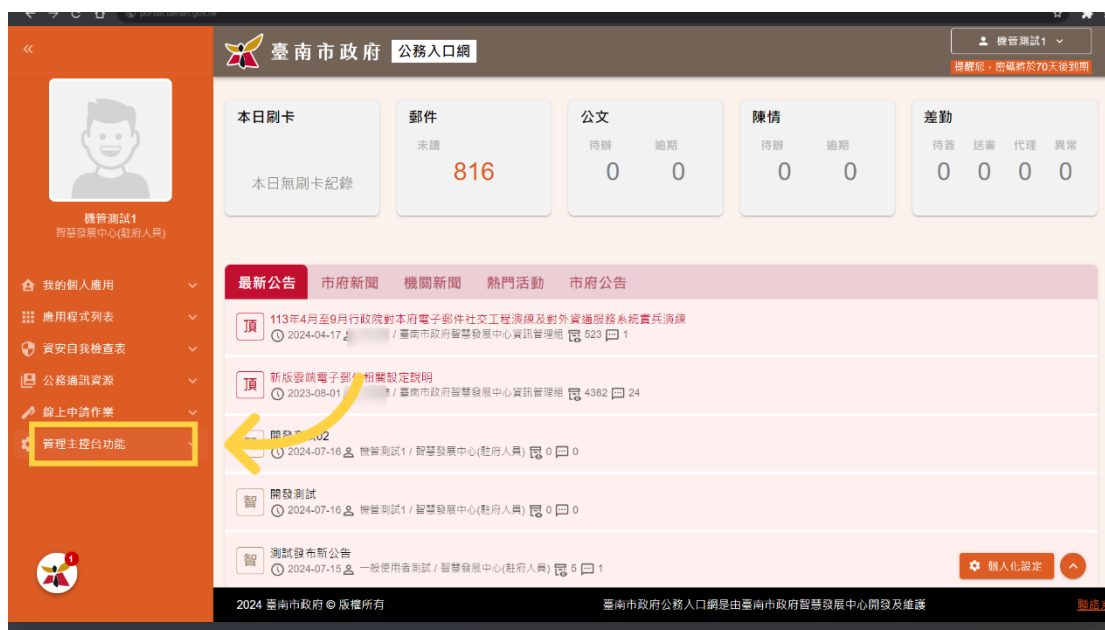 portal.tainan.gov.tw
臺南市政府 公務入口網
機管測試1
提醒您，密碼將於70天後到期
機管測試1
智慧發展中心(駐府人員)
我的個人應用
應用程式列表
資安自我檢查表
公務通訊資源
線上申請作業
管理主控台功能
1
本日刷卡
本日無刷卡紀錄
郵件
未讀
816
公文
待辦 逾期
0 0
陳情
待辦 逾期
0 0
差勤
待簽 送審 代理 異常
0 0 0 0
最新公告 市府新聞 機關新聞 熱門活動 市府公告
頂 113年4月至9月行政院對本府電子郵件社交工程演練及對外資通服務系統實兵演練
2024-04-17 / 臺南市政府智慧發展中心資訊管理組 523 1
頂 新版雲端電子郵件相關設定說明
2023-08-01 / 臺南市政府智慧發展中心資訊管理組 4382 24
02
2024-07-16 機管測試1 / 智慧發展中心(駐府人員) 0 0
智 開發測試
2024-07-16 機管測試1 / 智慧發展中心(駐府人員) 0 0
智 測試發布新公告
2024-07-15 一般使用者測試 / 智慧發展中心(駐府人員) 5 1
個人化設定
2024 臺南市政府 © 版權所有
臺南市政府公務入口網是由臺南市政府智慧發展中心開發及維護
聯絡